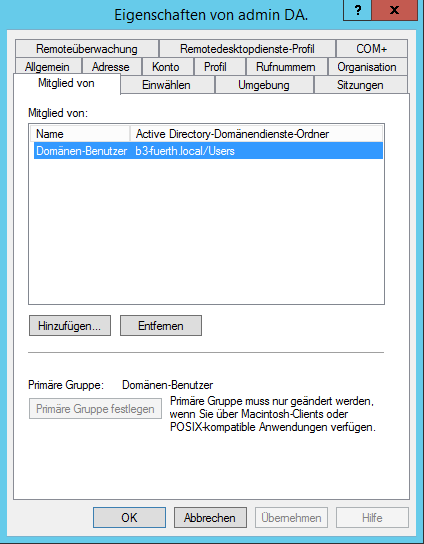 Eigenschaften von admin DA.
? x
Remoteüberwachung Remotedesktopdienste-Profil COM+
Allgemein Adresse Konto Profil Rufnummern Organisation
Mitglied von Einwählen Umgebung Sitzungen
Mitglied von:
Name Active Directory-Domänendienste-Ordner
Domänen-Benutzer b3-fuerth.local/Users
Hinzufügen... Entfernen
Primäre Gruppe: Domänen-Benutzer
Primäre Gruppe festlegen
Primäre Gruppe muss nur geändert werden,
wenn Sie über Macintosh-Clients oder
POSIX-kompatible Anwendungen verfügen.
OK Abbrechen Übernehmen Hilfe